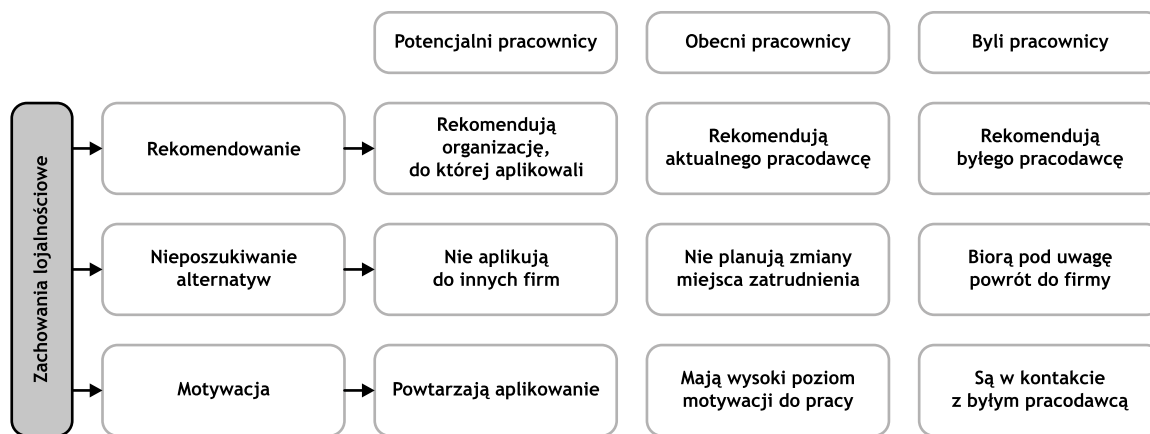 Potencjalni pracownicy
Obecni pracownicy
Byli pracownicy
Zachowania lojalnościowe
Rekomendowanie
Rekomendują
organizację,
do której aplikowali
Rekomendują
aktualnego pracodawcę
Rekomendują
byłego pracodawcę
Nieposzukiwanie
alternatyw
Nie aplikują
do innych firm
Nie planują zmiany
miejsca zatrudnienia
Biorą pod uwagę
powrót do firmy
Motywacja
Powtarzają aplikowanie
Mają wysoki poziom
motywacji do pracy
Są w kontakcie
z byłym pracodawcą